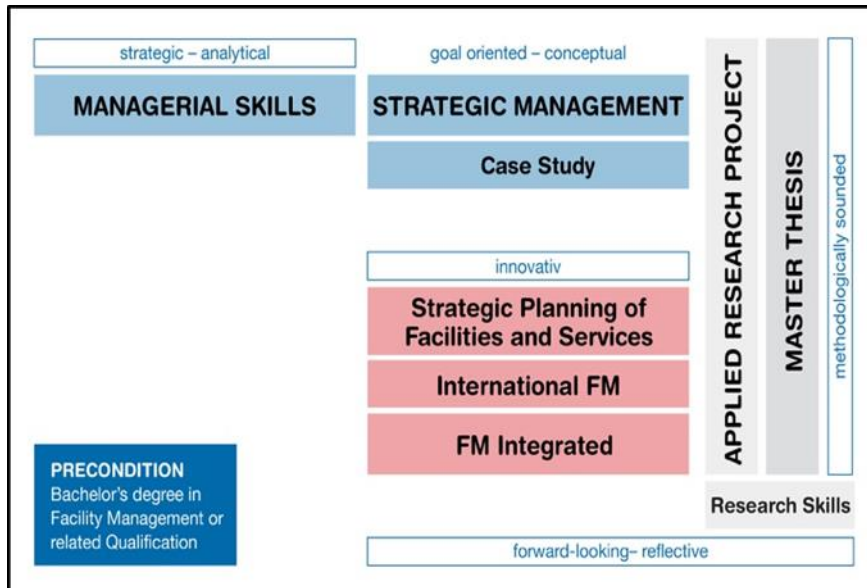 strategic – analytical
MANAGERIAL SKILLS
goal oriented – conceptual
STRATEGIC MANAGEMENT
Case Study
innovativ
Strategic Planning of
Facilities and Services
International FM
FM Integrated
PRECONDITION
Bachelor's degree in
Facility Management or
related Qualification
APPLIED RESEARCH PROJECT
MASTER THESIS
methodologically sounded
Research Skills
forward-looking– reflective